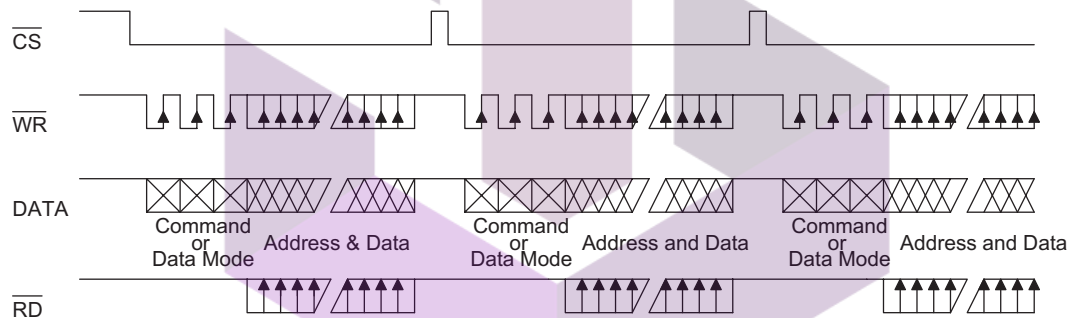 CS
WR
DATA
Command
or
Data Mode
Address & Data
Command
or
Data Mode
Address and Data
Command
or
Data Mode
Address and Data
RD